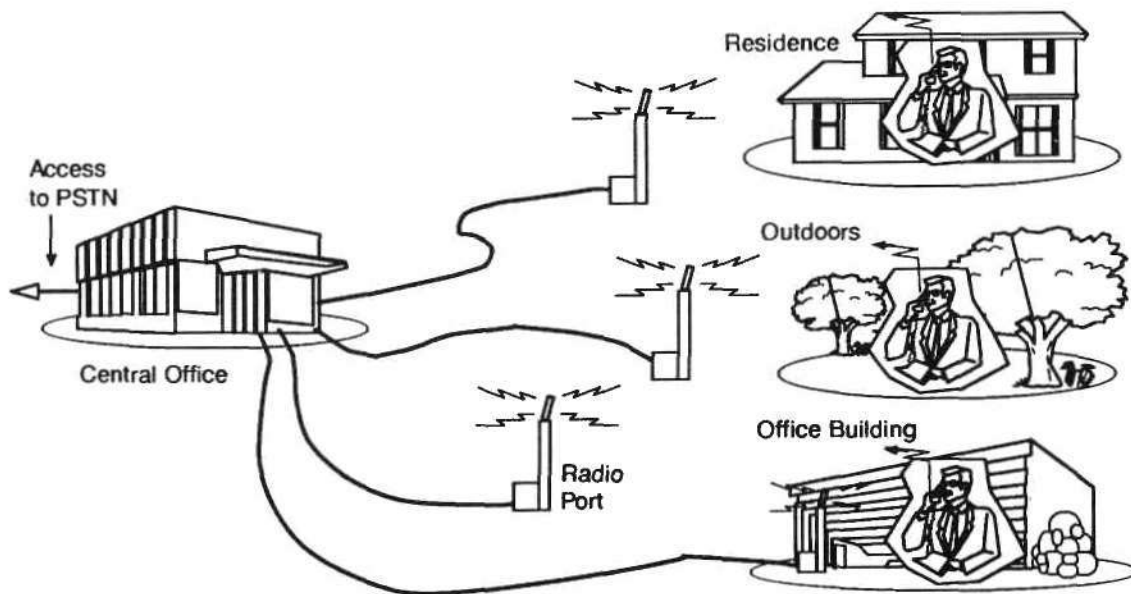 Residence
Access
to PSTN
Outdoors
Central Office
Office Building
Radio
Port